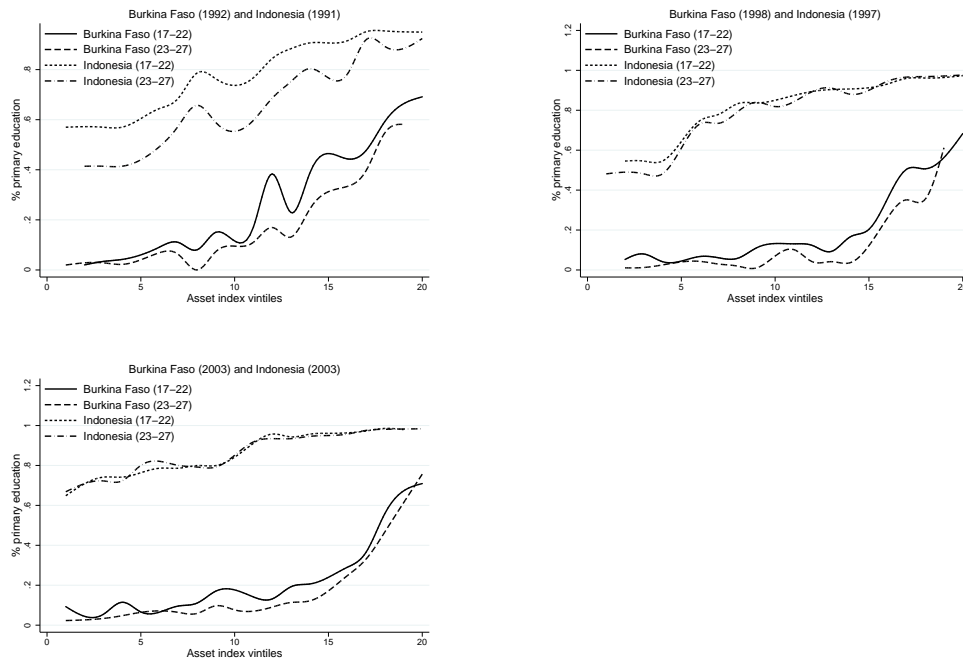 Burkina Faso (1992) and Indonesia (1991)
Burkina Faso (17–22)
Burkina Faso (23–27)
Indonesia (17–22)
Indonesia (23–27)
% primary education
0 .2 .4 .6 .8
0 5 10 15 20
Asset index vintiles
Burkina Faso (1998) and Indonesia (1997)
Burkina Faso (17–22)
Burkina Faso (23–27)
Indonesia (17–22)
Indonesia (23–27)
% primary education
0 .2 .4 .6 .8 1 1.2
0 5 10 15 20
Asset index vintiles
Burkina Faso (2003) and Indonesia (2003)
Burkina Faso (17–22)
Burkina Faso (23–27)
Indonesia (17–22)
Indonesia (23–27)
% primary education
0 .2 .4 .6 .8 1 1.2
0 5 10 15 20
Asset index vintiles